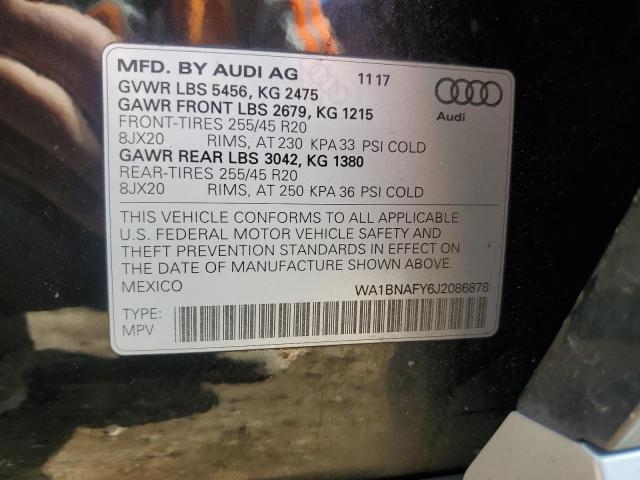 MFD. BY AUDI AG 11 17
GVWR LBS 5456, KG 2475
GAWR FRONT LBS 2679, KG 1215
FRONT-TIRES 255/45 R20
8JX20 RIMS, AT 230 KPA 33 PSI COLD
GAWR REAR LBS 3042, KG 1380
REAR-TIRES 255/45 R20
8JX20 RIMS, AT 250 KPA 36 PSI COLD
Audi
THIS VEHICLE CONFORMS TO ALL APPLICABLE
U.S. FEDERAL MOTOR VEHICLE SAFETY AND
THEFT PREVENTION STANDARDS IN EFFECT ON
THE DATE OF MANUFACTURE SHOWN ABOVE.
MEXICO WA1BNAFY6J2086878
TYPE:
MPV